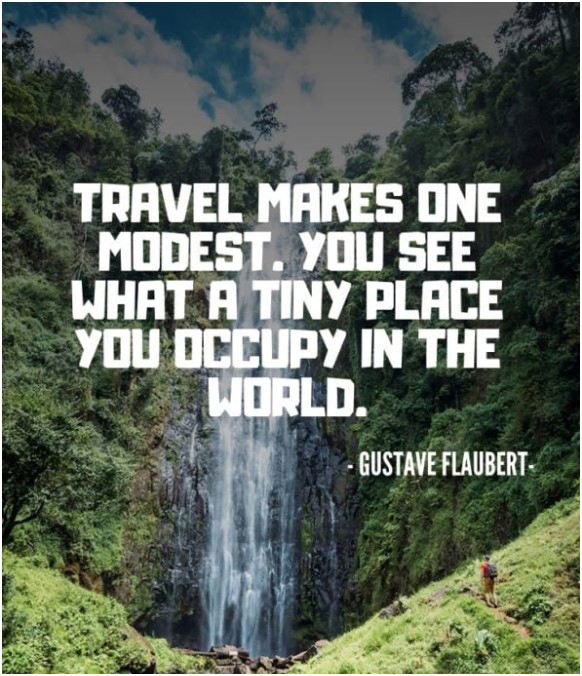 TRAVEL MAKES ONE
MODEST. YOU SEE
WHAT A TINY PLACE
YOU OCCUPY IN THE
WORLD.
- GUSTAVE FLAUBERT-